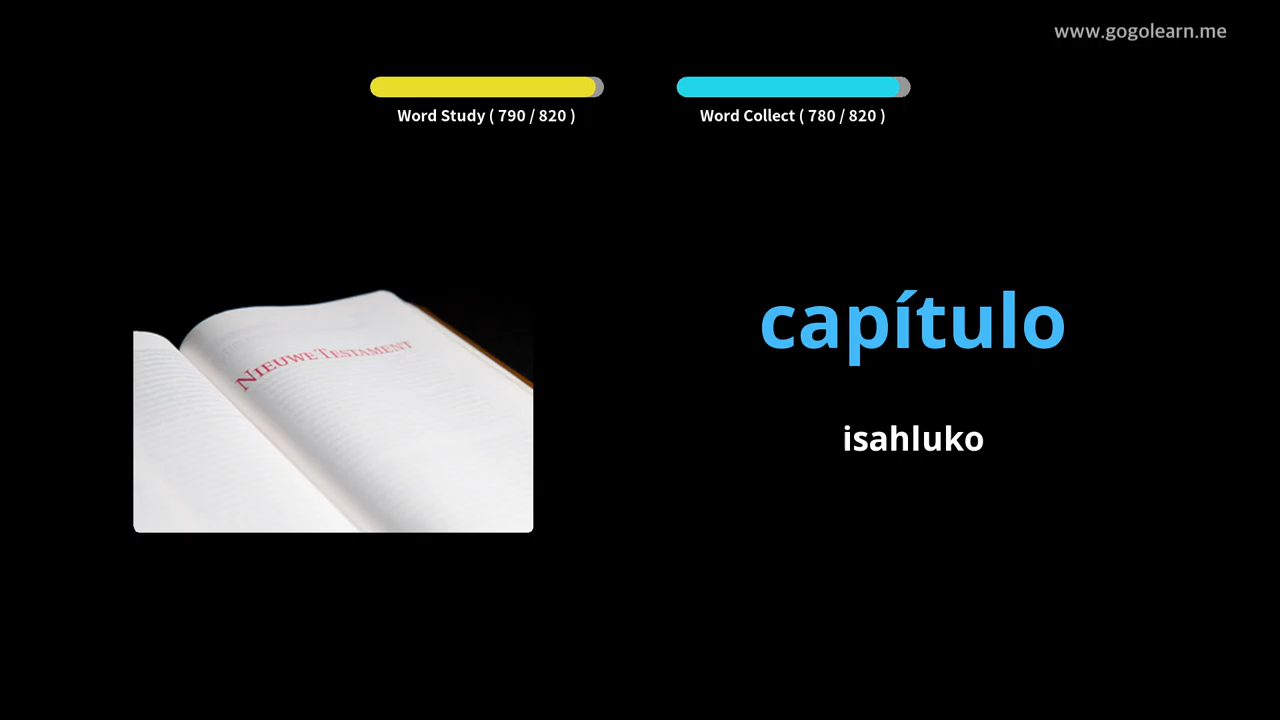 www.gogolearn.me
Word Study ( 790 / 820 )
Word Collect ( 780 / 820 )
NIEUWE TESTAMENT
capítulo
isahluko